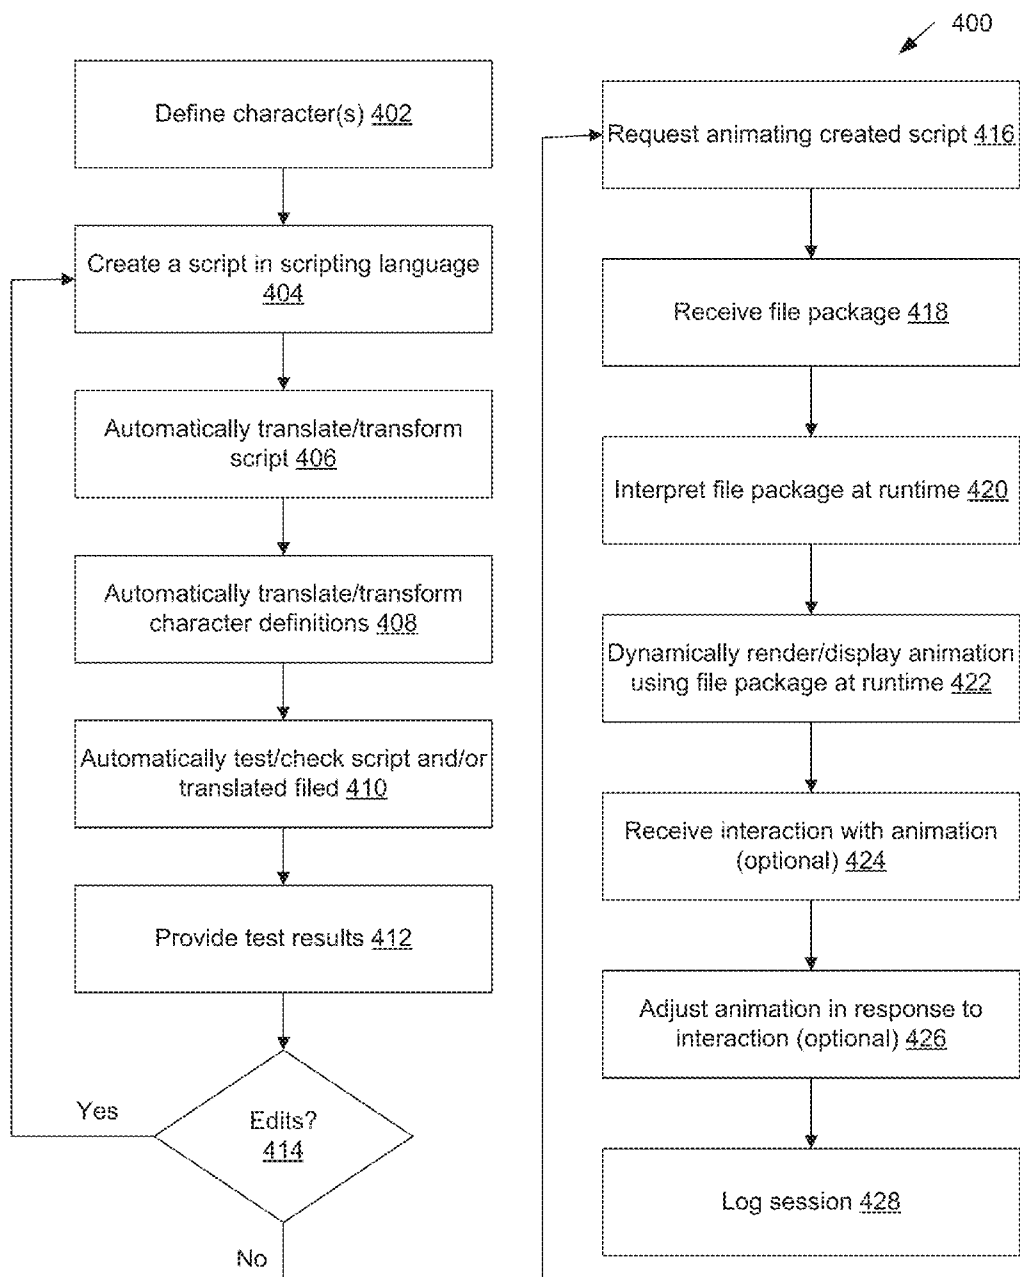 400
Define character(s) 402
Create a script in scripting language
404
Automatically translate/transform
script 406
Automatically translate/transform
character definitions 408
Automatically test/check script and/or
translated filed 410
Provide test results 412
Edits?
414
Yes
No
Request animating created script 416
Receive file package 418
Interpret file package at runtime 420
Dynamically render/display animation
using file package at runtime 422
Receive interaction with animation
(optional) 424
Adjust animation in response to
interaction (optional) 426
Log session 428